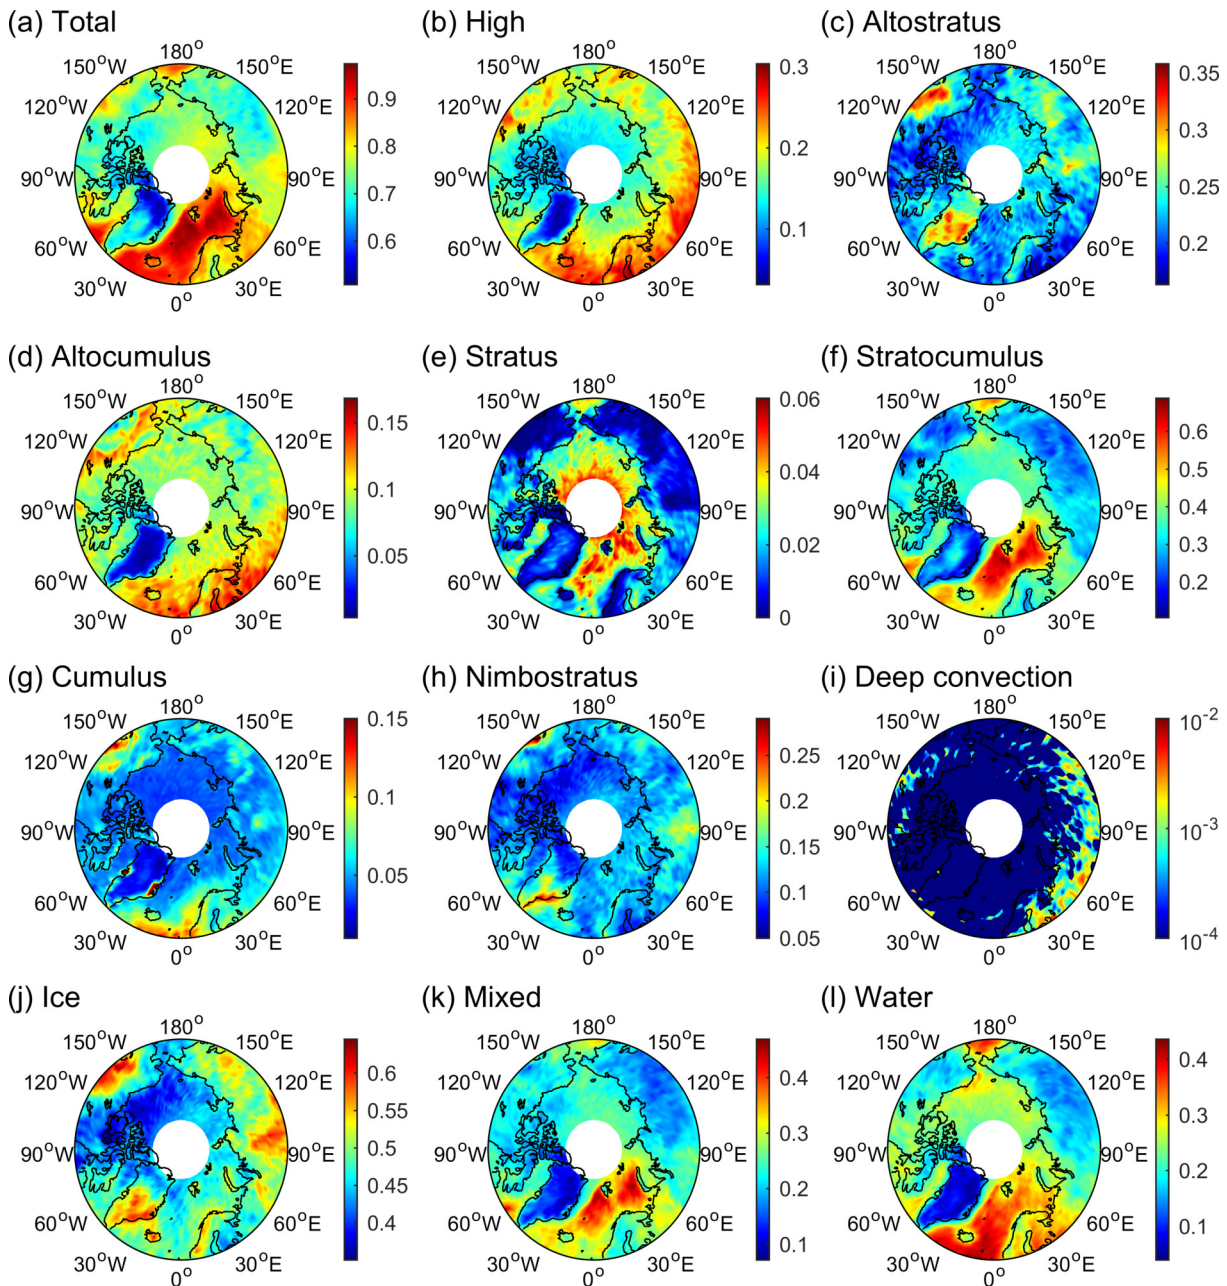 (a) Total
180°
150°W
150°E
120°W
120°E
90°W
90°E
60°W
60°E
30°W
30°E
0°
0.9
0.8
0.7
0.6
(b) High
180°
150°W
150°E
120°W
120°E
90°W
90°E
60°W
60°E
30°W
30°E
0°
0.3
0.2
0.1
(c) Altostratus
180°
150°W
150°E
120°W
120°E
90°W
90°E
60°W
60°E
30°W
30°E
0°
0.35
0.3
0.25
0.2
(d) Altocumulus
180°
150°W
150°E
120°W
120°E
90°W
90°E
60°W
60°E
30°W
30°E
0°
0.15
0.1
0.05
(e) Stratus
180°
150°W
150°E
120°W
120°E
90°W
90°E
60°W
60°E
30°W
30°E
0°
0.06
0.04
0.02
0
(f) Stratocumulus
180°
150°W
150°E
120°W
120°E
90°W
90°E
60°W
60°E
30°W
30°E
0°
0.6
0.5
0.4
0.3
0.2
(g) Cumulus
180°
150°W
150°E
120°W
120°E
90°W
90°E
60°W
60°E
30°W
30°E
0°
0.15
0.1
0.05
(h) Nimbostratus
180°
150°W
150°E
120°W
120°E
90°W
90°E
60°W
60°E
30°W
30°E
0°
0.25
0.2
0.15
0.1
0.05
(i) Deep convection
180°
150°W
150°E
120°W
120°E
90°W
90°E
60°W
60°E
30°W
30°E
0°
10⁻²
10⁻³
10⁻⁴
(j) Ice
180°
150°W
150°E
120°W
120°E
90°W
90°E
60°W
60°E
30°W
30°E
0°
0.6
0.55
0.5
0.45
0.4
(k) Mixed
180°
150°W
150°E
120°W
120°E
90°W
90°E
60°W
60°E
30°W
30°E
0°
0.4
0.3
0.2
0.1
(l) Water
180°
150°W
150°E
120°W
120°E
90°W
90°E
60°W
60°E
30°W
30°E
0°
0.4
0.3
0.2
0.1